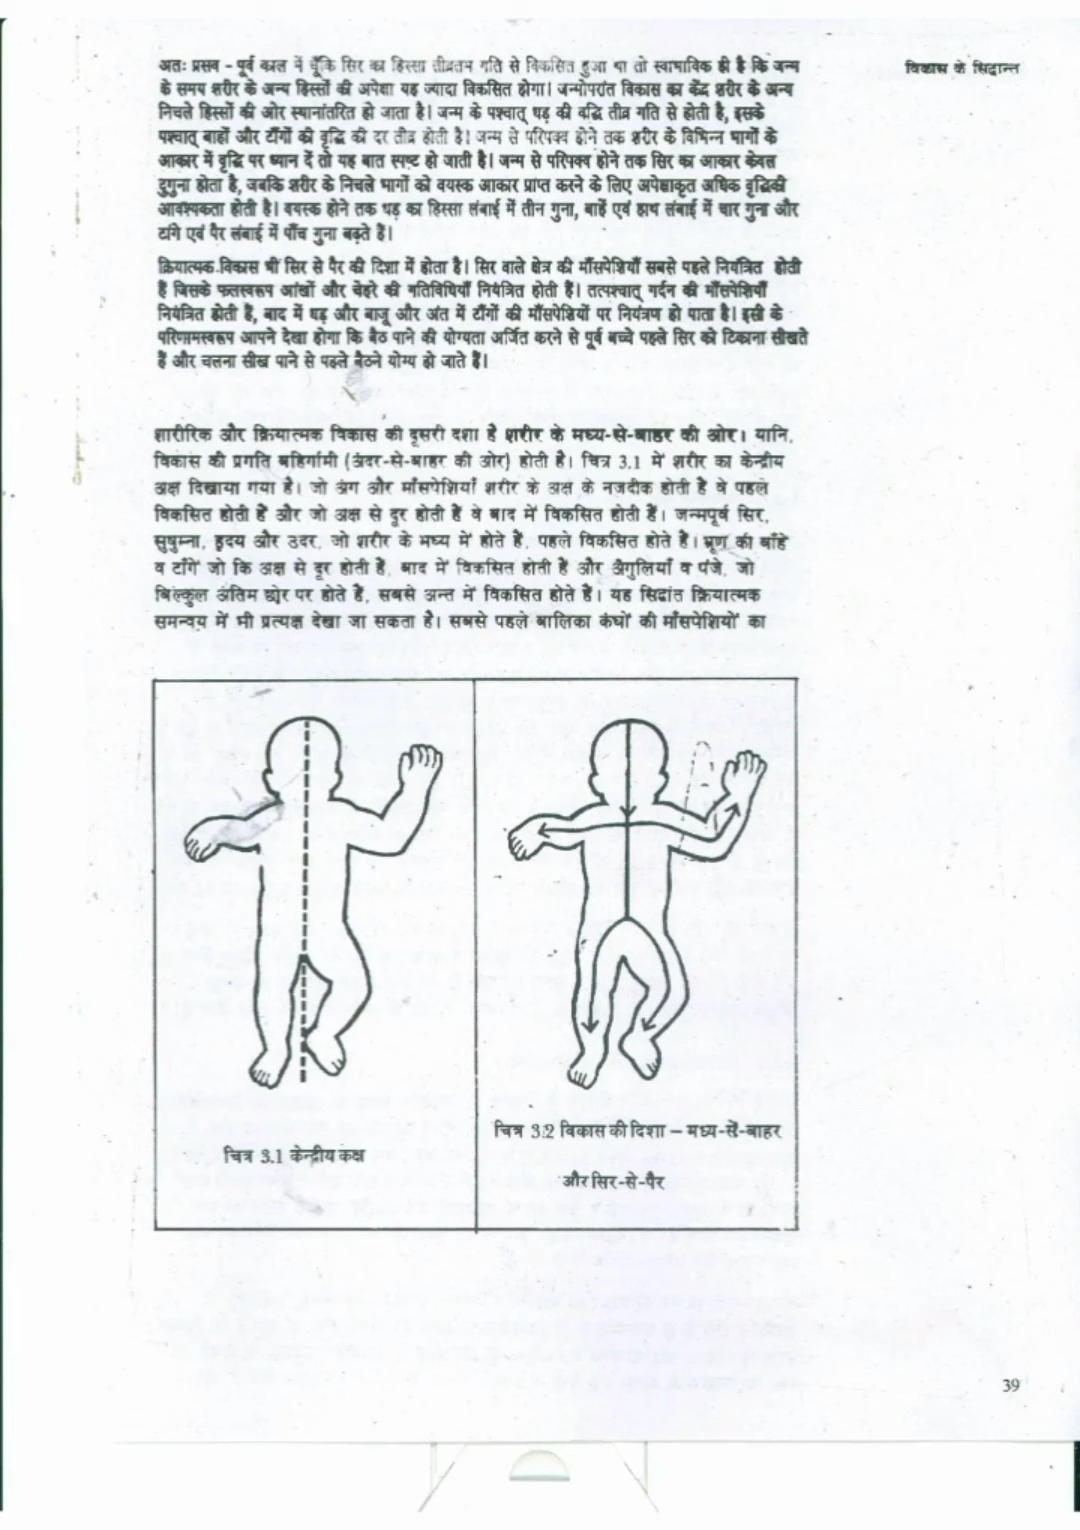 विकास के सिद्धान्त
अतः प्रसव - पूर्व काल में चूँकि सिर का हिस्सा तीव्रतम गति से विकसित हुआ था तो स्वाभाविक ही है कि जन्म
के समय शरीर के अन्य हिस्सों की अपेक्षा यह ज्यादा विकसित होगा। जन्मोपरांत विकास का केंद्र शरीर के अन्य
निचले हिस्सों की ओर स्थानांतरित हो जाता है। जन्म के पश्चात् धड़ की वृद्धि तीव्र गति से होती है, इसके
पश्चात् बाहों और टाँगों की वृद्धि की दर तीव्र होती है। जन्म से परिपक्व होने तक शरीर के विभिन्न भागों के
आकार में वृद्धि पर ध्यान दें तो यह बात स्पष्ट हो जाती है। जन्म से परिपक्व होने तक सिर का आकार केवल
दुगुना होता है, जबकि शरीर के निचले भागों को वयस्क आकार प्राप्त करने के लिए अपेक्षाकृत अधिक वृद्धिकी
आवश्यकता होती है। वयस्क होने तक धड़ का हिस्सा लंबाई में तीन गुना, बाहें एवं हाथ लंबाई में चार गुना और
टांगे एवं पैर लंबाई में पाँच गुना बढ़ते हैं।
क्रियात्मक विकास भी सिर से पैर की दिशा में होता है। सिर वाले क्षेत्र की माँसपेशियाँ सबसे पहले नियंत्रित होती
हैं जिसके फलस्वरूप आंखों और चेहरे की गतिविधियाँ नियंत्रित होती हैं। तत्पश्चात् गर्दन की माँसपेशियाँ
नियंत्रित होती हैं, बाद में धड़ और बाजू और अंत में टाँगों की माँसपेशियों पर नियंत्रण हो पाता है। इसी के
परिणामस्वरूप आपने देखा होगा कि बैठ पाने की योग्यता अर्जित करने से पूर्व बच्चे पहले सिर को टिकाना सीखते
हैं और चलना सीख पाने से पहले बैठने योग्य हो जाते हैं।
शारीरिक और क्रियात्मक विकास की दूसरी दशा है शरीर के मध्य-से-बाहर की ओर। यानि,
विकास की प्रगति बहिर्गामी (अंदर-से-बाहर की ओर) होती है। चित्र 3.1 में शरीर का केन्द्रीय
अक्ष दिखाया गया है। जो अंग और माँसपेशियाँ शरीर के अक्ष के नजदीक होती हैं वे पहले
विकसित होती हैं और जो अक्ष से दूर होती हैं वे बाद में विकसित होती हैं। जन्मपूर्व सिर,
सुषुम्ना, हृदय और उदर, जो शरीर के मध्य में होते हैं, पहले विकसित होते हैं। भ्रूण की बाँहें
व टाँगें जो कि अक्ष से दूर होती हैं, बाद में विकसित होती हैं और अँगुलियाँ व पंजे, जो
बिल्कुल अंतिम छोर पर होते हैं, सबसे अन्त में विकसित होते हैं। यह सिद्धांत क्रियात्मक
समन्वय में भी प्रत्यक्ष देखा जा सकता है। सबसे पहले बालिका कंधों की माँसपेशियों का
चित्र 3.1 केन्द्रीय कक्ष
चित्र 3.2 विकास की दिशा – मध्य-सें-बाहर
और सिर-से-पैर
39